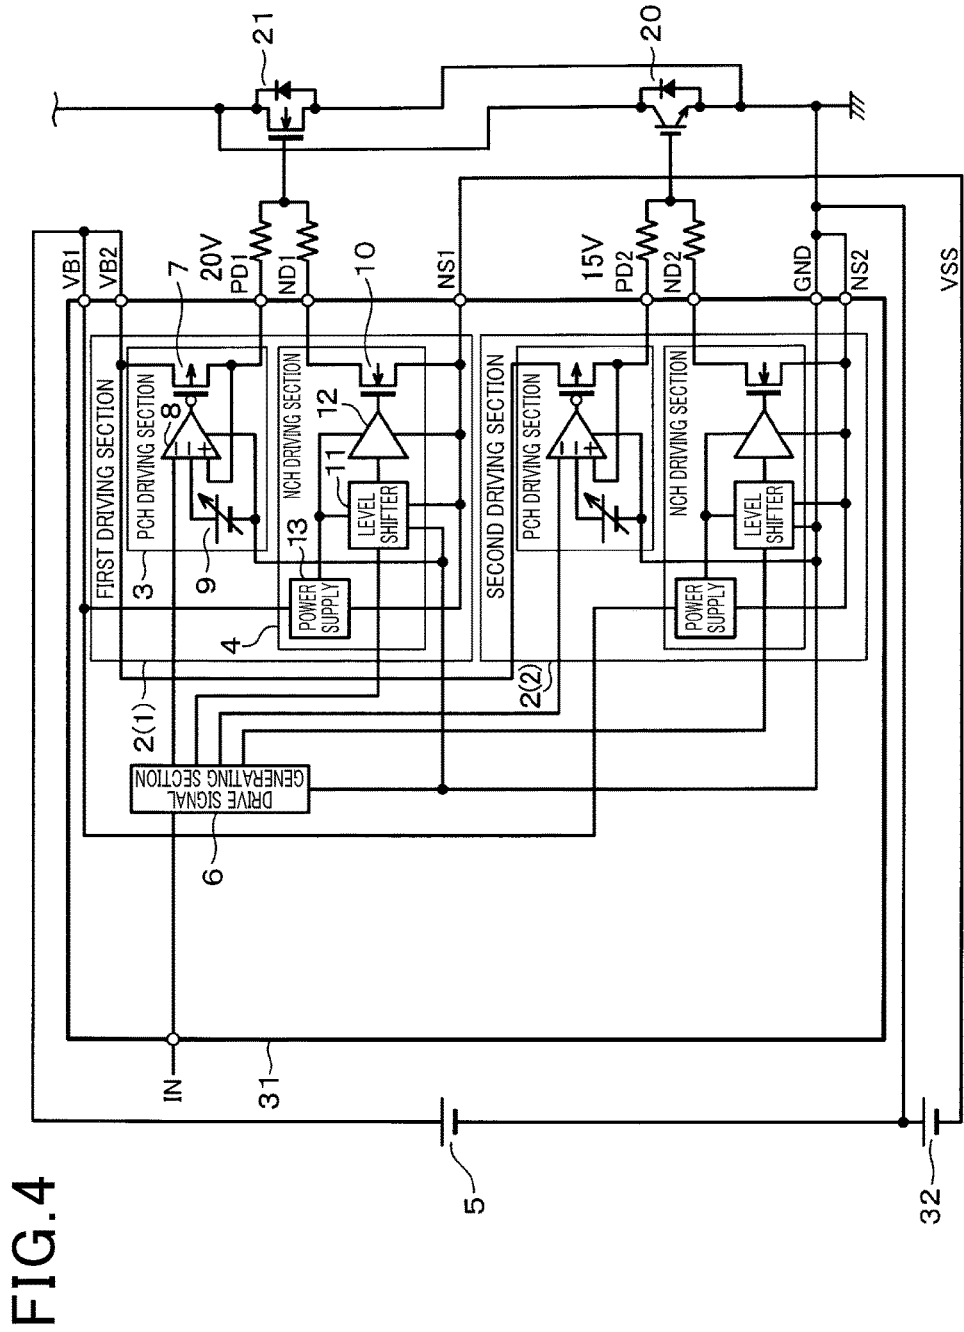 FIG.4
21
20
VB1
VB2
20V
PD1
ND1
NS1
15V
PD2
ND2
GND
NS2
VSS
FIRST DRIVING SECTION
PCH DRIVING SECTION
7
8
9
3
NCH DRIVING SECTION
10
12
11
LEVEL
SHIFTER
13
POWER
SUPPLY
4
2(1)
SECOND DRIVING SECTION
PCH DRIVING SECTION
NCH DRIVING SECTION
LEVEL
SHIFTER
POWER
SUPPLY
2(2)
DRIVE SIGNAL
GENERATING SECTION
6
IN
31
5
32